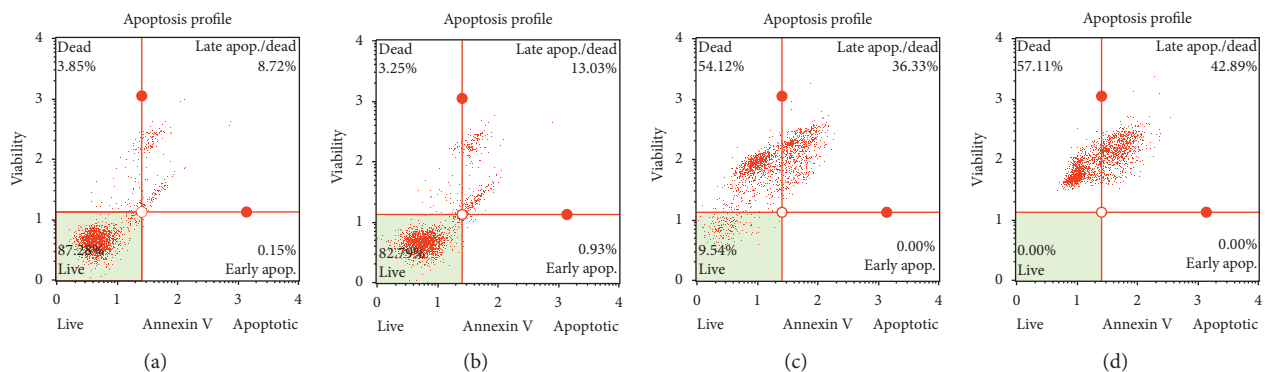 Apoptosis profile
4
Dead
Late apop./dead
3.85%
8.72%
3
Viability
2
1
87.28%
0.15%
Live
Early apop.
0
0 1 2 3 4
Live Annexin V Apoptotic
(a)
Apoptosis profile
4
Dead
Late apop./dead
3.25%
13.03%
3
Viability
2
1
82.79%
0.93%
Live
Early apop.
0
0 1 2 3 4
Live Annexin V Apoptotic
(b)
Apoptosis profile
4
Dead
Late apop./dead
54.12%
36.33%
3
Viability
2
1
9.54%
0.00%
Live
Early apop.
0
0 1 2 3 4
Live Annexin V Apoptotic
(c)
Apoptosis profile
4
Dead
Late apop./dead
57.11%
42.89%
3
Viability
2
1
0.00%
0.00%
Live
Early apop.
0
0 1 2 3 4
Live Annexin V Apoptotic
(d)